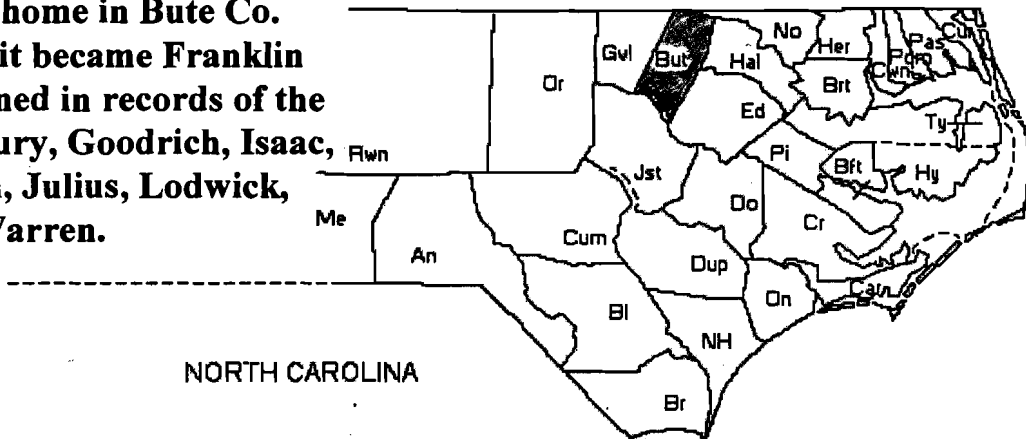 home in Bute Co.
it became Franklin
ned in records of the
ury, Goodrich, Isaac,
, Julius, Lodwick,
arren.
No
Her
Pas
Cur
Gvl
But
Hal
Or
Brt
Ed
Ty
Rwn
Pi
Bft
Hy
Jst
Me
Do
Cr
An
Cum
Dup
On
Bl
NH
Br
NORTH CAROLINA